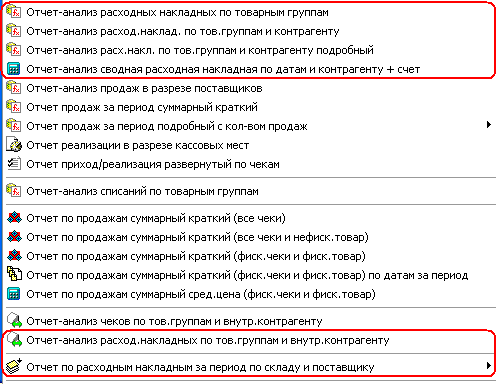 Отчет-анализ расходных накладных по товарным группам
Отчет-анализ расход.наклад. по тов.группам и контрагенту
Отчет-анализ расх.накл. по тов.группам и контрагенту подробный
Отчет-анализ сводная расходная накладная по датам и контрагенту + счет
Отчет-анализ продаж в разрезе поставщиков
Отчет продаж за период суммарный краткий
Отчет продаж за период подробный с кол-вом продаж
Отчет реализации в разрезе кассовых мест
Отчет приход/реализация развернутый по чекам
Отчет-анализ списаний по товарным группам
Отчет по продажам суммарный краткий (все чеки)
Отчет по продажам суммарный краткий (все чеки и нефиск.товар)
Отчет по продажам суммарный краткий (фиск.чеки и фиск.товар)
Отчет по продажам суммарный краткий (фиск.чеки и фиск.товар) по датам за период
Отчет по продажам суммарный сред.цена (фиск.чеки и фиск.товар)
Отчет-анализ чеков по тов.группам и внутр.контрагенту
Отчет-анализ расход.накладных по тов.группам и внутр.контрагенту
Отчет по расходным накладным за период по складу и поставщику